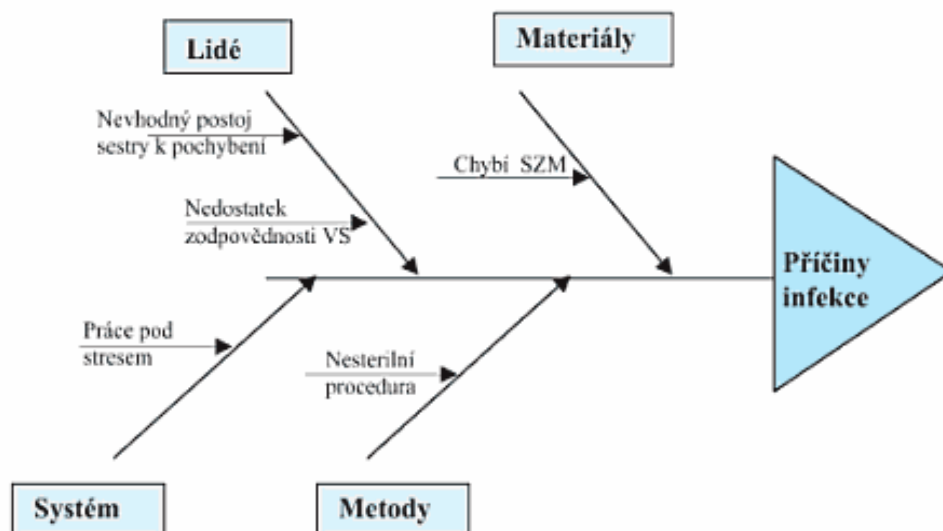 Lidé
Materiály
Nevhodný postoj
sestry k pochybení
Chybí SZM
Nedostatek
zodpovědnosti VS
Příčiny
infekce
Práce pod
stresem
Nesterilní
procedura
Systém
Metody